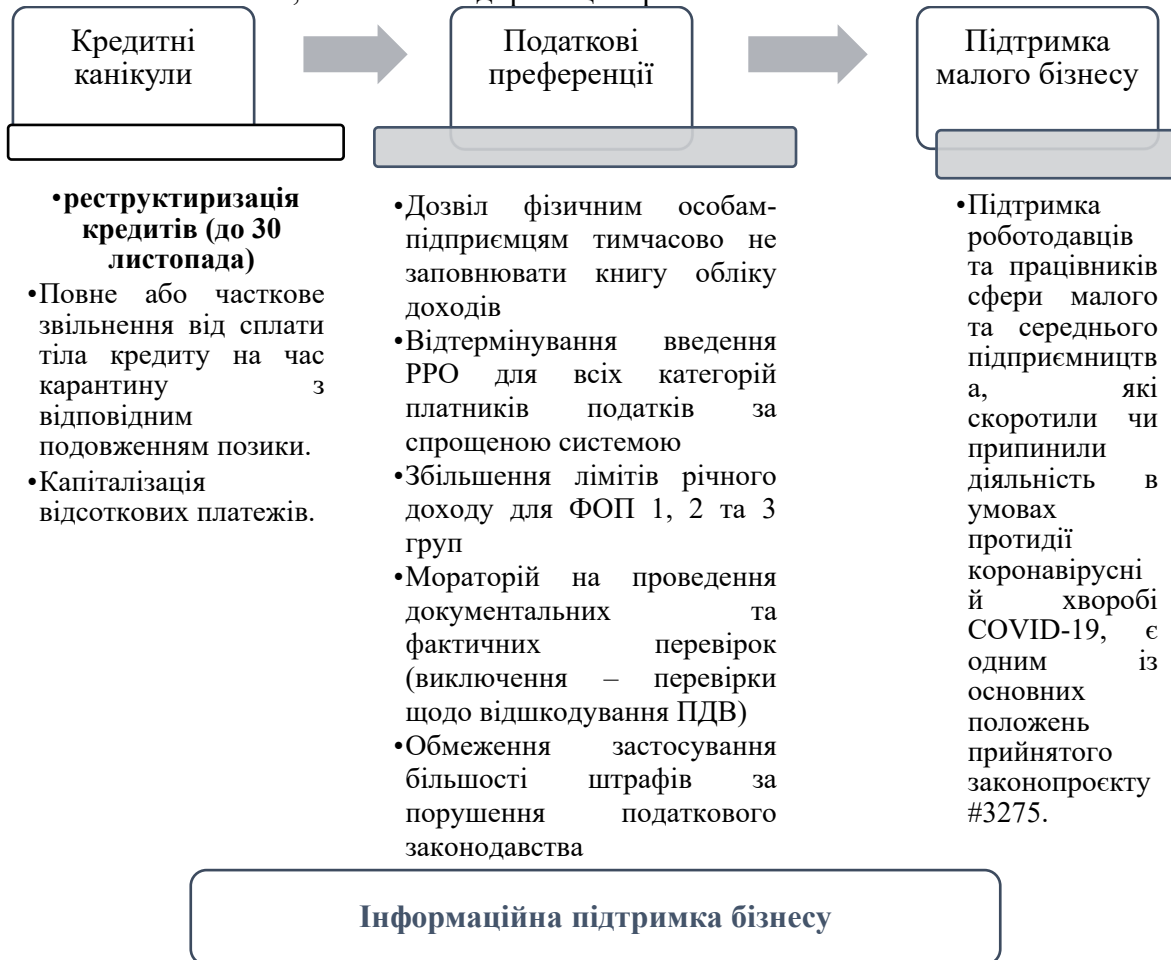 Кредитні
канікули
Податкові
преференції
Підтримка
малого бізнесу
•реструктиризація
кредитів (до 30
листопада)
•Повне або часткове
звільнення від сплати
тіла кредиту на час
карантину з
відповідним
подовженням позики.
•Капіталізація
відсоткових платежів.
•Дозвіл фізичним особам-
підприємцям тимчасово не
заповнювати книгу обліку
доходів
•Відтермінування введення
РРО для всіх категорій
платників податків за
спрощеною системою
•Збільшення лімітів річного
доходу для ФОП 1, 2 та 3
груп
•Мораторій на проведення
документальних та
фактичних перевірок
(виключення – перевірки
щодо відшкодування ПДВ)
•Обмеження застосування
більшості штрафів за
порушення податкового
законодавства
•Підтримка
роботодавців
та працівників
сфери малого
та середнього
підприємництв
а, які
скоротили чи
припинили
діяльність в
умовах
протидії
коронавірусні
й хворобі
COVID-19, є
одним із
основних
положень
прийнятого
законопроєкту
#3275.
Інформаційна підтримка бізнесу